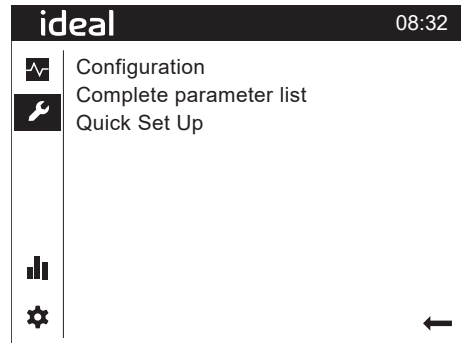 ideal 08:32
Configuration
Complete parameter list
Quick Set Up